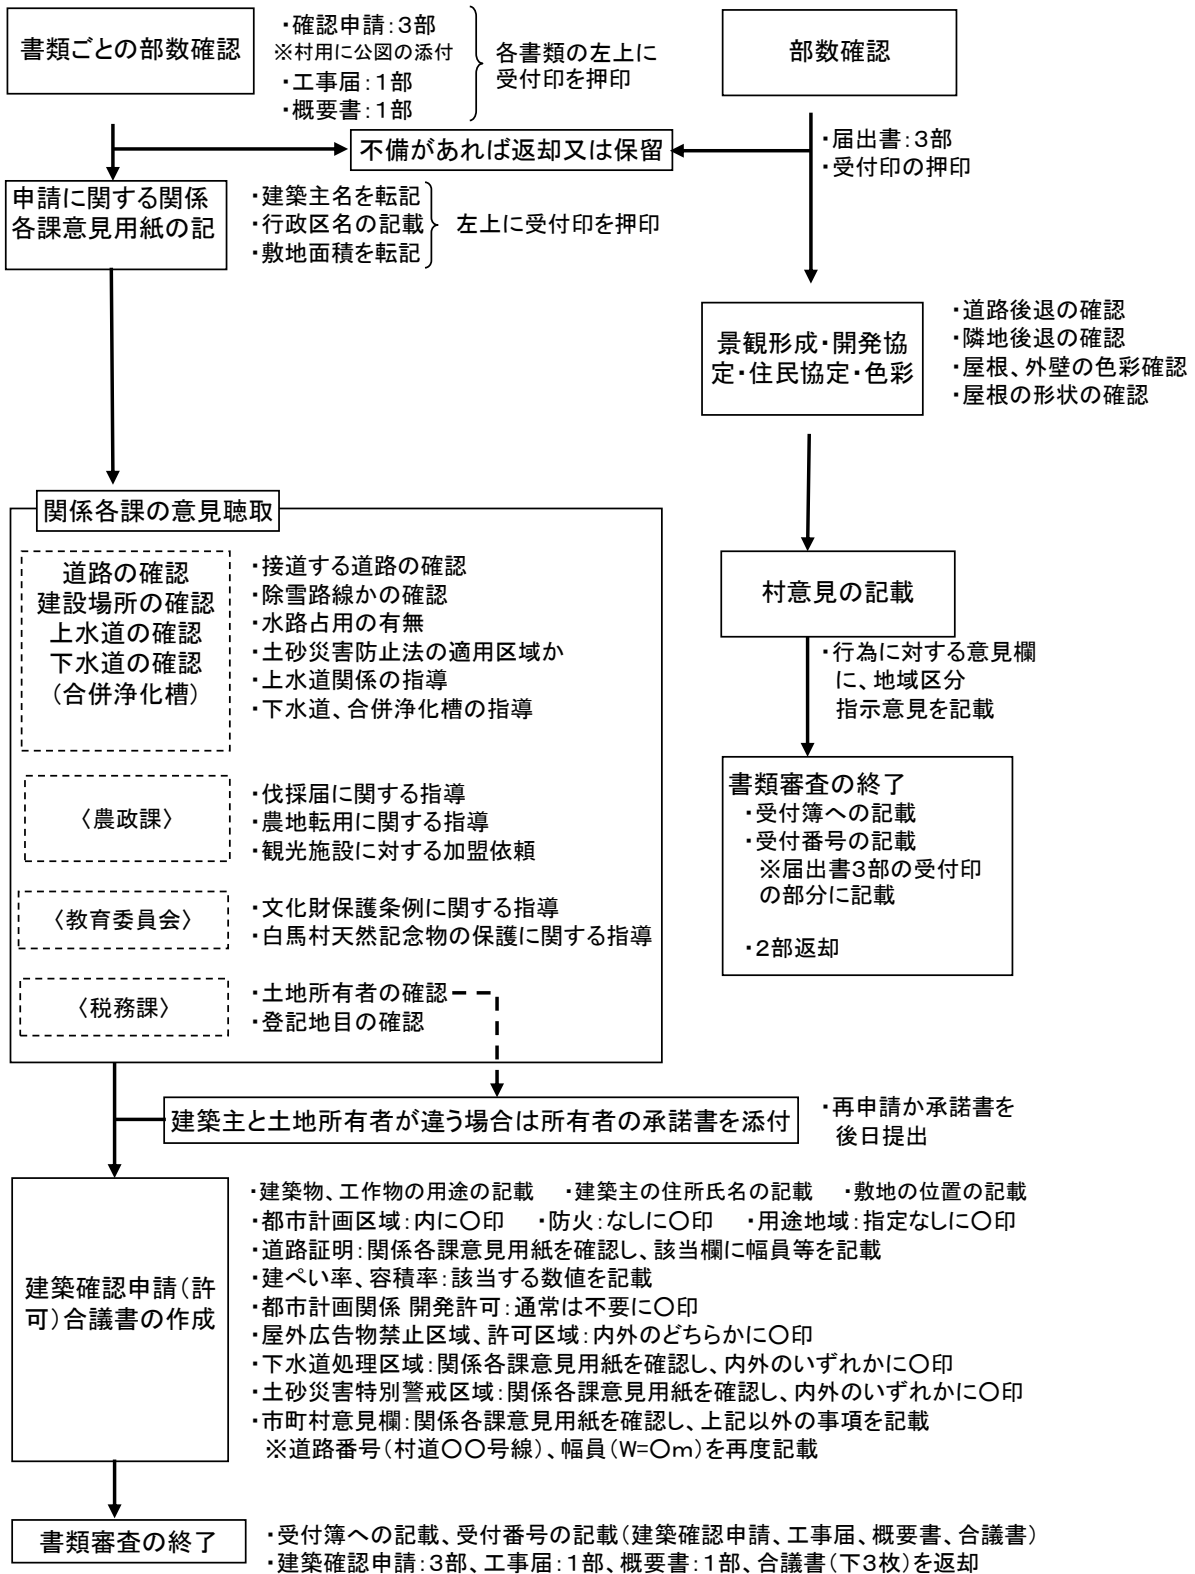 書類ごとの部数確認
・確認申請：3部
※村用に公図の添付
・工事届：1部
・概要書：1部
各書類の左上に
受付印を押印
部数確認
・届出書：3部
・受付印の押印
不備があれば返却又は保留
申請に関する関係
各課意見用紙の記
・建築主名を転記
・行政区名の記載
・敷地面積を転記
左上に受付印を押印
景観形成・開発協
定・住民協定・色彩
・道路後退の確認
・隣地後退の確認
・屋根、外壁の色彩確認
・屋根の形状の確認
関係各課の意見聴取
道路の確認
建設場所の確認
上水道の確認
下水道の確認
（合併浄化槽）
・接道する道路の確認
・除雪路線かの確認
・水路占用の有無
・土砂災害防止法の適用区域か
・上水道関係の指導
・下水道、合併浄化槽の指導
村意見の記載
・行為に対する意見欄
に、地域区分
指示意見を記載
〈農政課〉
・伐採届に関する指導
・農地転用に関する指導
・観光施設に対する加盟依頼
〈教育委員会〉
・文化財保護条例に関する指導
・白馬村天然記念物の保護に関する指導
〈税務課〉
・土地所有者の確認
・登記地目の確認
書類審査の終了
・受付簿への記載
・受付番号の記載
※届出書3部の受付印
の部分に記載
・2部返却
建築主と土地所有者が違う場合は所有者の承諾書を添付
・再申請か承諾書を
後日提出
建築確認申請（許
可）合議書の作成
・建築物、工作物の用途の記載　・建築主の住所氏名の記載　・敷地の位置の記載
・都市計画区域：内に○印　・防火：なしに○印　・用途地域：指定なしに○印
・道路証明：関係各課意見用紙を確認し、該当欄に幅員等を記載
・建ぺい率、容積率：該当する数値を記載
・都市計画関係 開発許可：通常は不要に○印
・屋外広告物禁止区域、許可区域：内外のどちらかに○印
・下水道処理区域：関係各課意見用紙を確認し、内外のいずれかに○印
・土砂災害特別警戒区域：関係各課意見用紙を確認し、内外のいずれかに○印
・市町村意見欄：関係各課意見用紙を確認し、上記以外の事項を記載
※道路番号（村道○○号線）、幅員（W=○m）を再度記載
書類審査の終了
・受付簿への記載、受付番号の記載（建築確認申請、工事届、概要書、合議書）
・建築確認申請：3部、工事届：1部、概要書：1部、合議書（下3枚）を返却